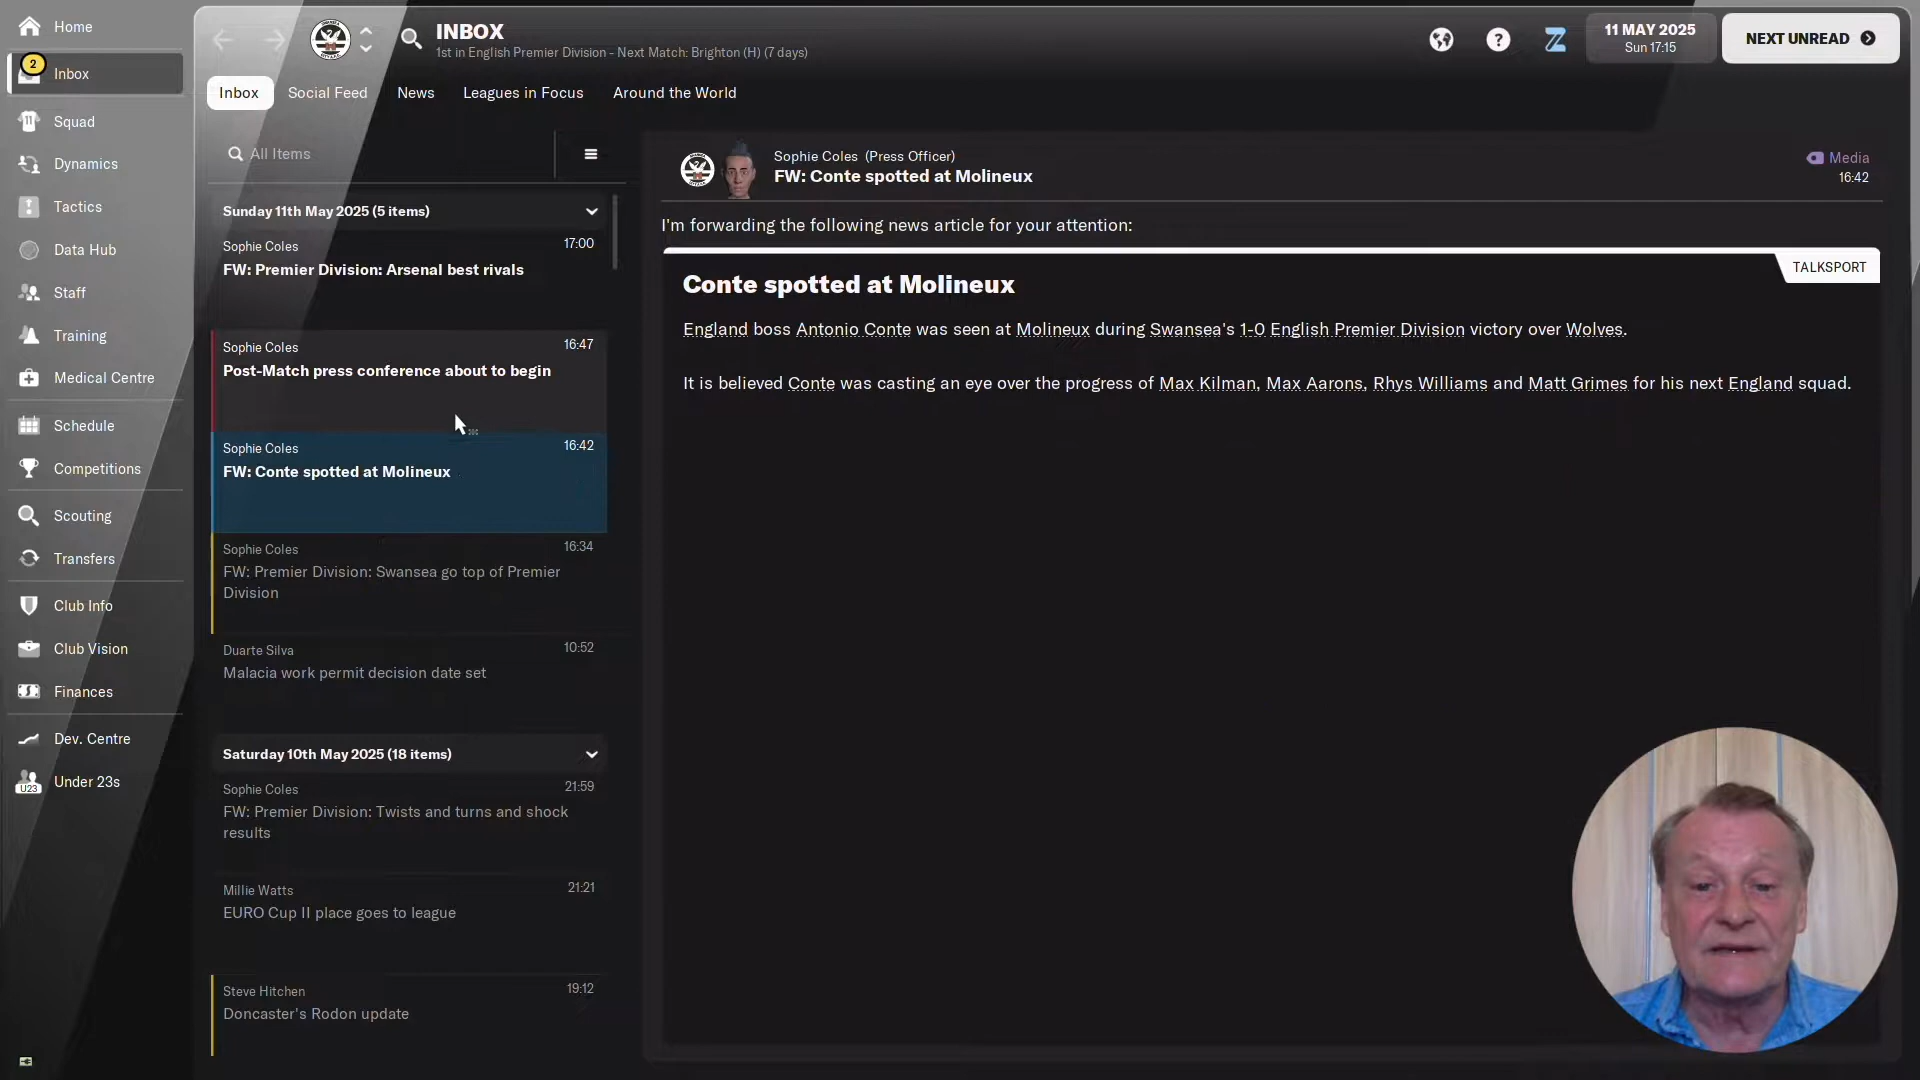 Home
2
Inbox
Squad
Dynamics
Tactics
Data Hub
Staff
Training
Medical Centre
Schedule
Competitions
Scouting
Transfers
Club Info
Club Vision
Finances
Dev. Centre
U23
Under 23s
INBOX
1st in English Premier Division - Next Match: Brighton (H) (7 days)
?
11 MAY 2025
Sun 17:15
NEXT UNREAD
Inbox
Social Feed
News
Leagues in Focus
Around the World
All Items
Sunday 11th May 2025 (5 items)
Sophie Coles
17:00
FW: Premier Division: Arsenal best rivals
Sophie Coles
16:47
Post-Match press conference about to begin
Sophie Coles
16:42
FW: Conte spotted at Molineux
Sophie Coles
16:34
FW: Premier Division: Swansea go top of Premier
Division
Duarte Silva
10:52
Malacia work permit decision date set
Saturday 10th May 2025 (18 items)
Sophie Coles
21:59
FW: Premier Division: Twists and turns and shock
results
Millie Watts
21:21
EURO Cup II place goes to league
Steve Hitchen
19:12
Doncaster's Rodon update
Sophie Coles (Press Officer)
FW: Conte spotted at Molineux
Media
16:42
I'm forwarding the following news article for your attention:
TALKSPORT
Conte spotted at Molineux
England boss Antonio Conte was seen at Molineux during Swansea's 1-0 English Premier Division victory over Wolves.
It is believed Conte was casting an eye over the progress of Max Kilman, Max Aarons, Rhys Williams and Matt Grimes for his next England squad.